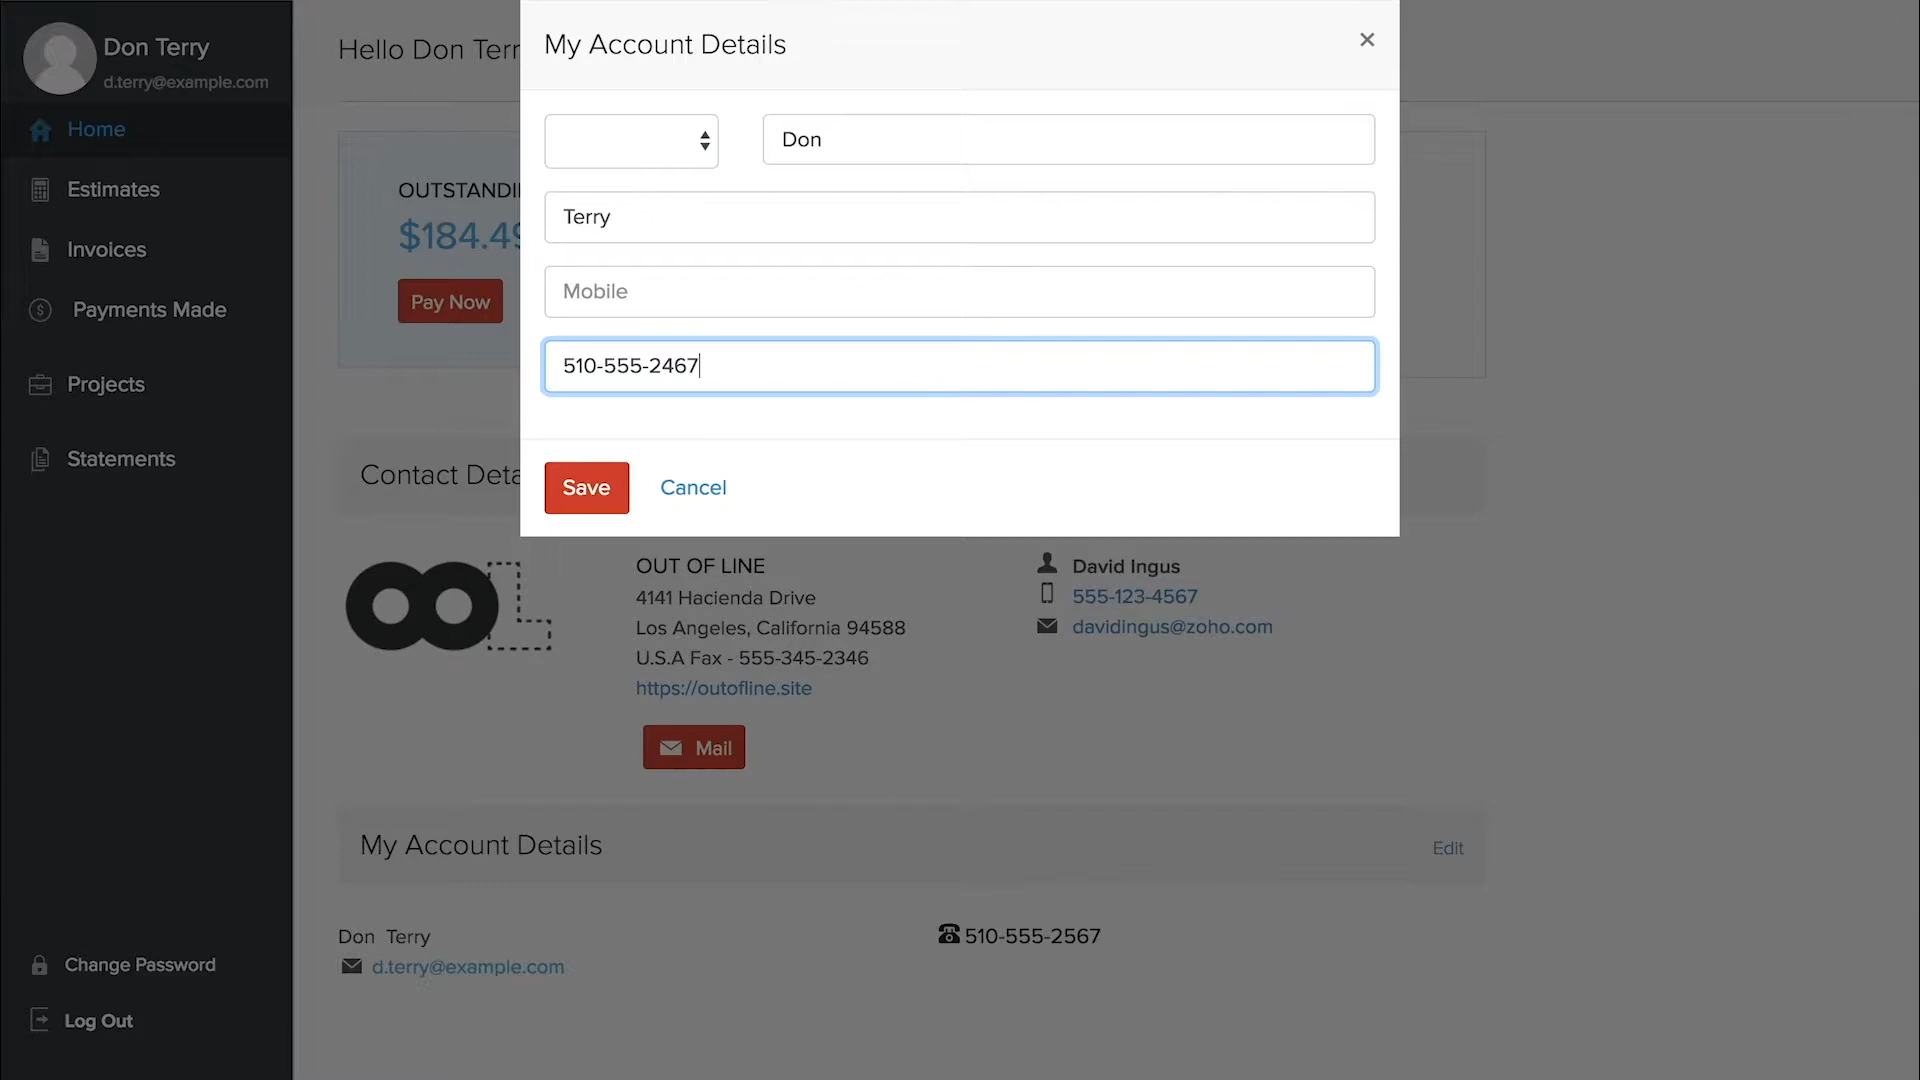 Don Terry
d.terry@example.com
Home
Estimates
Invoices
Payments Made
Projects
Statements
Change Password
Log Out
Hello Don Terr
OUTSTANDI
$184.49
Pay Now
My Account Details
×
Don
Terry
Mobile
510-555-2467
Save
Cancel
Contact Deta
OOL
OUT OF LINE
4141 Hacienda Drive
Los Angeles, California 94588
U.S.A Fax - 555-345-2346
https://outofline.site
Mail
David Ingus
555-123-4567
davidingus@zoho.com
My Account Details
Edit
Don Terry
d.terry@example.com
510-555-2567